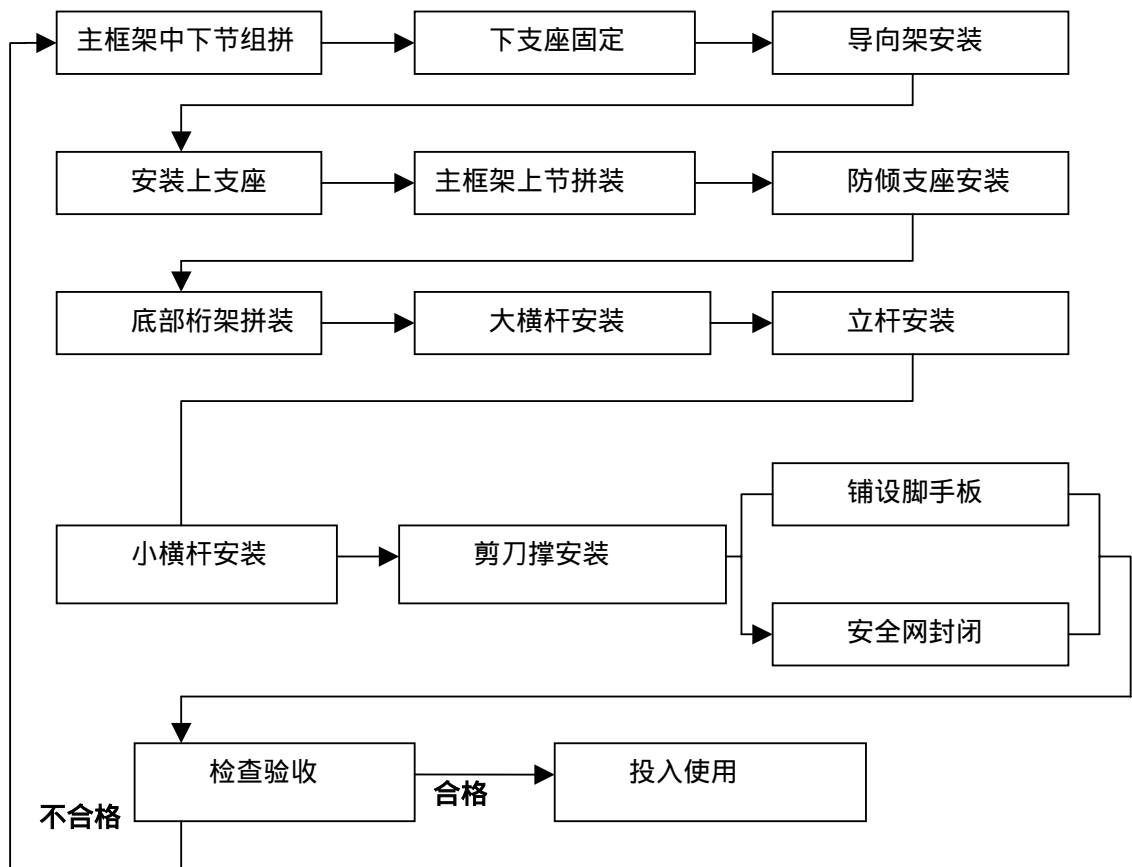 主框架中下节组拼
下支座固定
导向架安装
安装上支座
主框架上节拼装
防倾支座安装
底部桁架拼装
大横杆安装
立杆安装
铺设脚手板
小横杆安装
剪刀撑安装
安全网封闭
检查验收
投入使用
合格
不合格